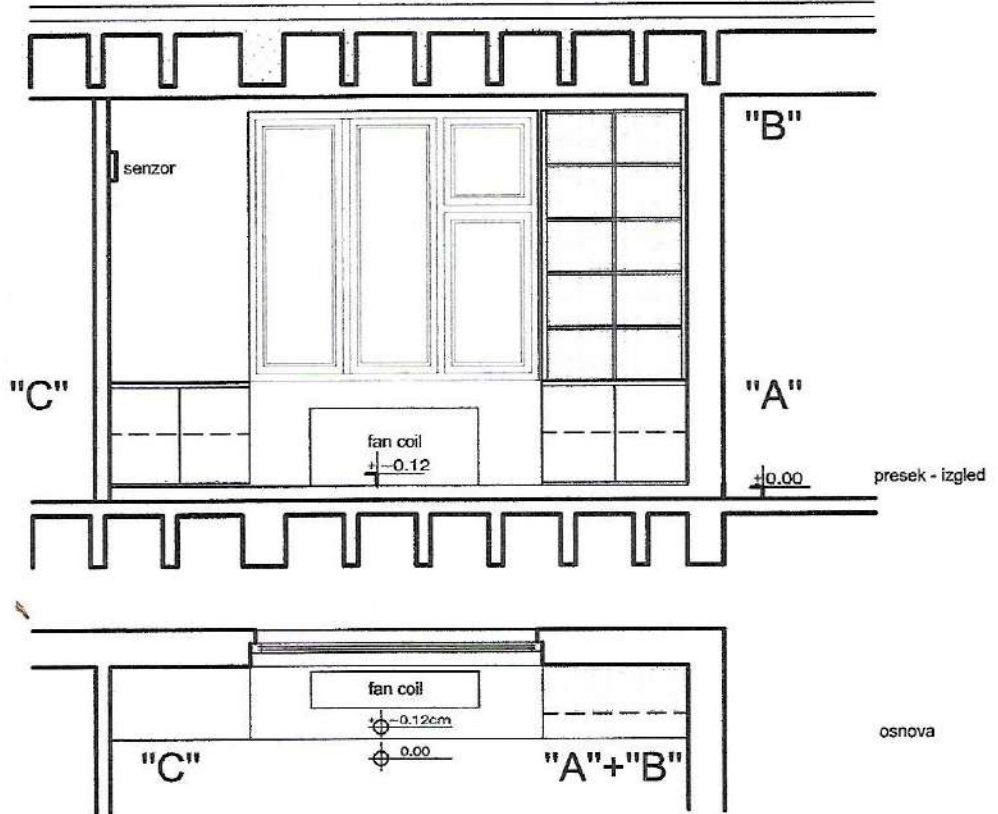 "B"
senzor
"C"
"A"
fan coil
+-0.12
+0.00
presek - izgled
fan coil
+-0.12cm
0.00
osnova
"C"
"A"+"B"